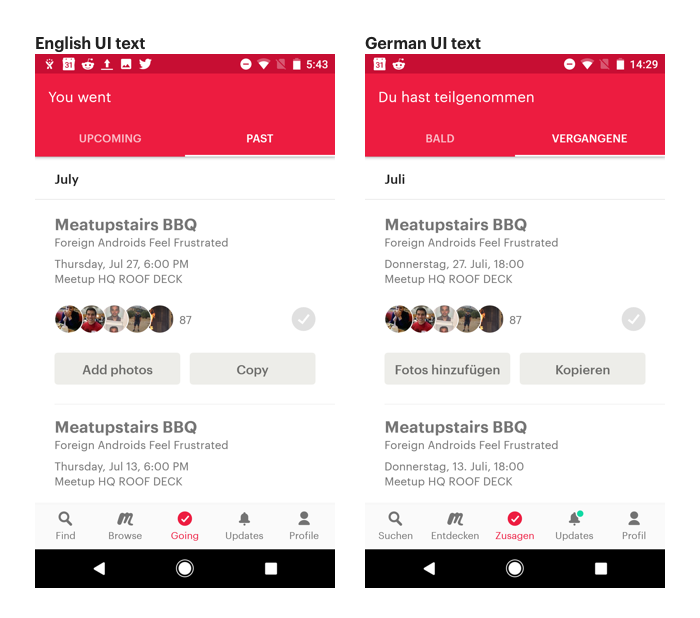 English UI text
31
5:43
You went
UPCOMING
PAST
July
Meatupstairs BBQ
Foreign Androids Feel Frustrated
Thursday, Jul 27, 6:00 PM
Meetup HQ ROOF DECK
87
Add photos
Copy
Meatupstairs BBQ
Foreign Androids Feel Frustrated
Thursday, Jul 13, 6:00 PM
Meetup HQ ROOF DECK
Find
Browse
Going
Updates
Profile
German UI text
31
14:29
Du hast teilgenommen
BALD
VERGANGENE
Juli
Meatupstairs BBQ
Foreign Androids Feel Frustrated
Donnerstag, 27. Juli, 18:00
Meetup HQ ROOF DECK
87
Fotos hinzufügen
Kopieren
Meatupstairs BBQ
Foreign Androids Feel Frustrated
Donnerstag, 13. Juli, 18:00
Meetup HQ ROOF DECK
Suchen
Entdecken
Zusagen
Updates
Profil